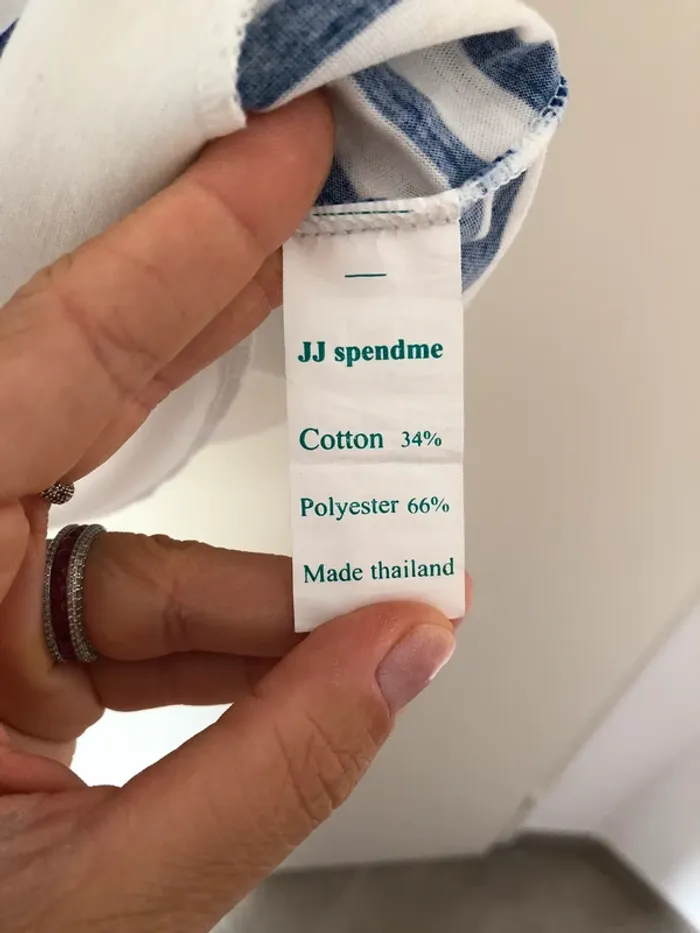 JJ spendme
Cotton 34%
Polyester 66%
Made thailand